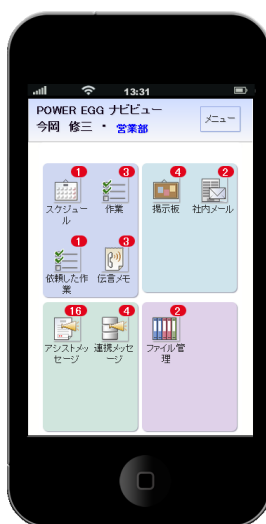 13:31
POWER EGG ナビビュー
今岡 修三 ・ 営業部
メニュー
1
3
4
2
スケジュー
ル
作業
掲示板
社内メール
1
3
依頼した作
業
伝言メモ
16
4
2
アシストメッ
セージ
連携メッセ
ージ
ファイル管
理